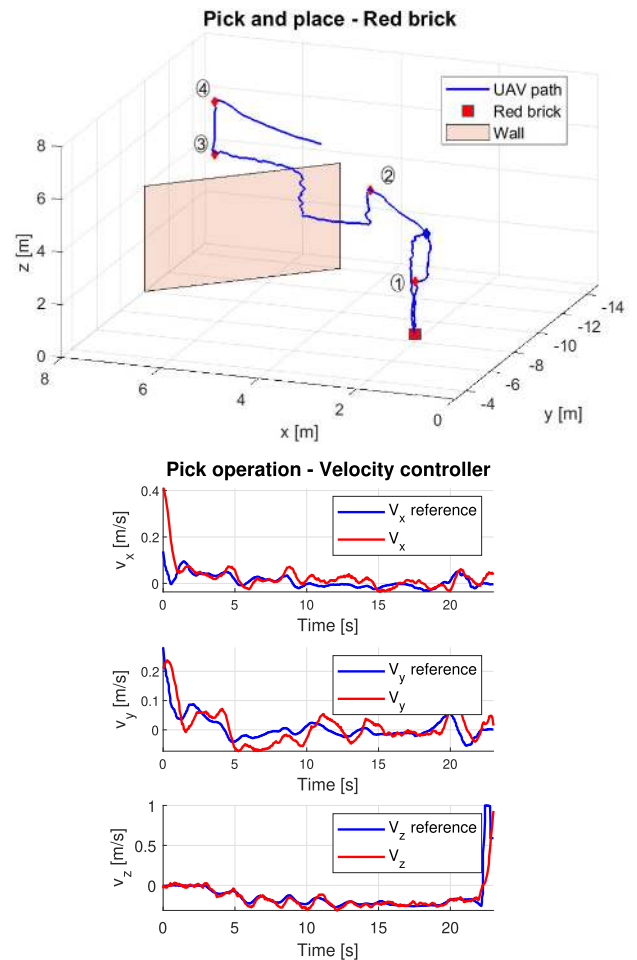 Pick and place - Red brick
UAV path
Red brick
Wall
④
③
②
①
8
6
4
2
0
z [m]
8
6
4
2
0
x [m]
-14
-12
-10
-8
-6
-4
y [m]
Pick operation - Velocity controller
0.4
0.2
0
v_x [m/s]
V_x reference
V_x
0
5
10
15
20
Time [s]
0.2
0.1
0
v_y [m/s]
V_y reference
V_y
0
5
10
15
20
Time [s]
1
0.5
0
v_z [m/s]
V_z reference
V_z
0
5
10
15
20
Time [s]